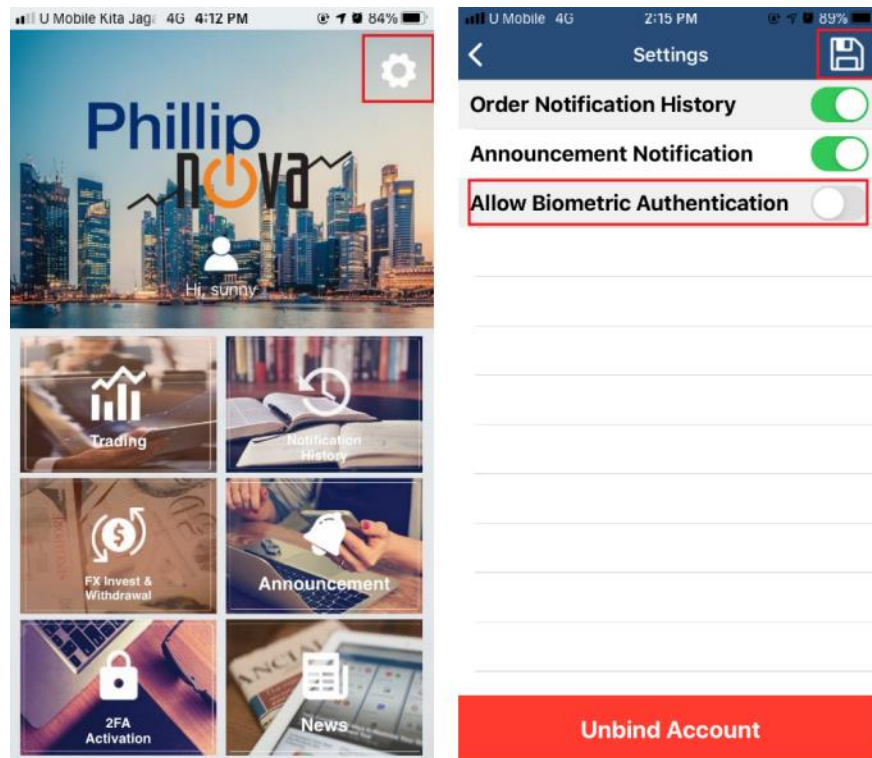 U Mobile Kita Jaga 4G 4:12 PM 84%
Phillip
nova
Hi, sunny
Trading
Notification
History
FX Invest &
Withdrawal
Announcement
2FA
Activation
News
U Mobile 4G 2:15 PM 89%
Settings
Order Notification History
Announcement Notification
Allow Biometric Authentication
Unbind Account